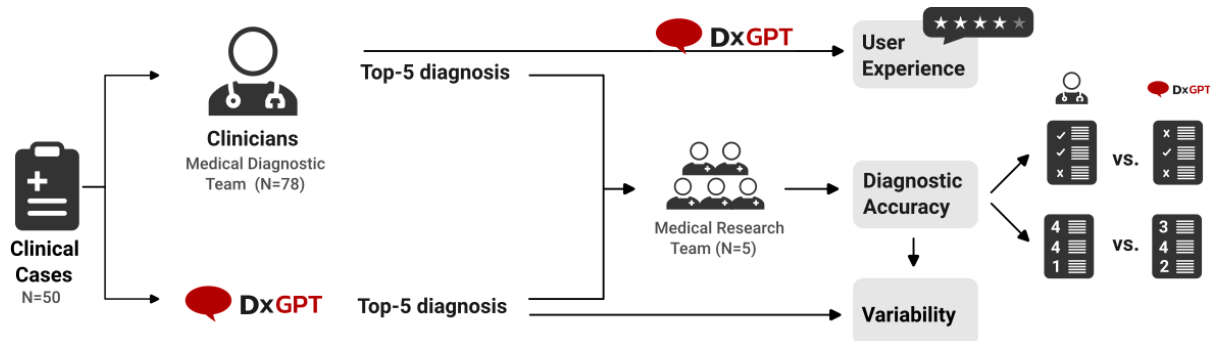 DxGPT
User
Experience
Top-5 diagnosis
Clinicians
Medical Diagnostic
Team (N=78)
Clinical
Cases
N=50
DxGPT
Top-5 diagnosis
Medical Research
Team (N=5)
Diagnostic
Accuracy
Variability
DxGPT
vs.
4
4
1
vs.
3
4
2